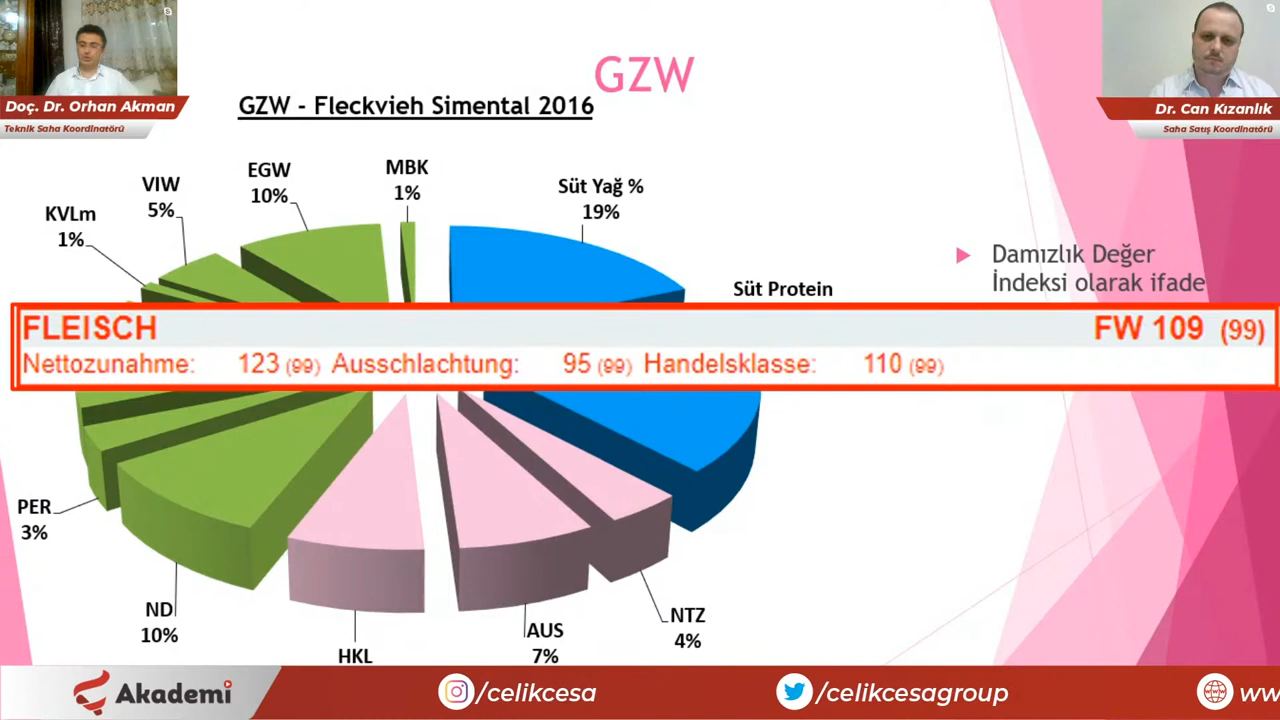 GZW
GZW - Fleckvieh Simental 2016
Doç. Dr. Orhan Akman
Teknik Saha Koordinatörü
Dr. Can Kızanlık
Saha Satış Koordinatörü
MBK
1%
EGW
10%
VIW
5%
KVLm
1%
Süt Yağ %
19%
Süt Protein
Damızlık Değer
İndeksi olarak ifade
FLEISCH FW 109 (99)
Nettozunahme: 123 (99) Ausschlachtung: 95 (99) Handelsklasse: 110 (99)
PER
3%
ND
10%
HKL
AUS
7%
NTZ
4%
Akademi
/celikcesa
/celikcesagroup
www
ww